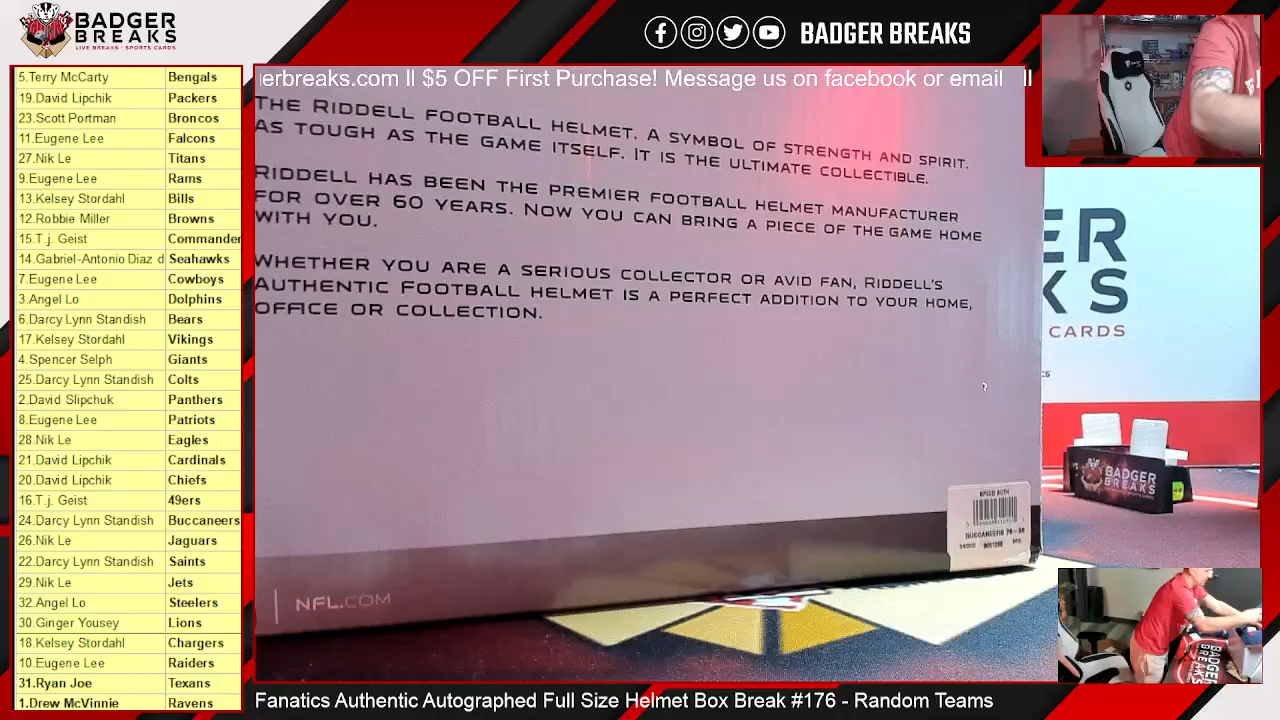 BADGER
BREAKS
LIVE BREAKS - SPORTS CARDS
BADGER BREAKS
erbreaks.com ll $5 OFF First Purchase! Message us on facebook or email ll
5.Terry McCarty Bengals
19.David Lipchik Packers
23.Scott Portman Broncos
11.Eugene Lee Falcons
27.Nik Le Titans
9.Eugene Lee Rams
13.Kelsey Stordahl Bills
12.Robbie Miller Browns
15.T.j. Geist Commander
14.Gabriel-Antonio Diaz d Seahawks
7.Eugene Lee Cowboys
3.Angel Lo Dolphins
6.Darcy Lynn Standish Bears
17.Kelsey Stordahl Vikings
4.Spencer Selph Giants
25.Darcy Lynn Standish Colts
2.David Slipchuk Panthers
8.Eugene Lee Patriots
28.Nik Le Eagles
21.David Lipchik Cardinals
20.David Lipchik Chiefs
16.T.j. Geist 49ers
24.Darcy Lynn Standish Buccaneers
26.Nik Le Jaguars
22.Darcy Lynn Standish Saints
29.Nik Le Jets
32.Angel Lo Steelers
30.Ginger Yousey Lions
18.Kelsey Stordahl Chargers
10.Eugene Lee Raiders
31.Ryan Joe Texans
1.Drew McVinnie Ravens
THE RIDDELL FOOTBALL HELMET. A SYMBOL OF STRENGTH AND SPIRIT.
AS TOUGH AS THE GAME ITSELF. IT IS THE ULTIMATE COLLECTIBLE.
RIDDELL HAS BEEN THE PREMIER FOOTBALL HELMET MANUFACTURER
FOR OVER 60 YEARS. NOW YOU CAN BRING A PIECE OF THE GAME HOME
WITH YOU.
WHETHER YOU ARE A SERIOUS COLLECTOR OR AVID FAN, RIDDELL'S
AUTHENTIC FOOTBALL HELMET IS A PERFECT ADDITION TO YOUR HOME,
OFFICE OR COLLECTION.
NFL.COM
SPEED AUTH
ER
KS
CARDS
BADGER
BREAKS
BADGER
BREAKS
Fanatics Authentic Autographed Full Size Helmet Box Break #176 - Random Teams